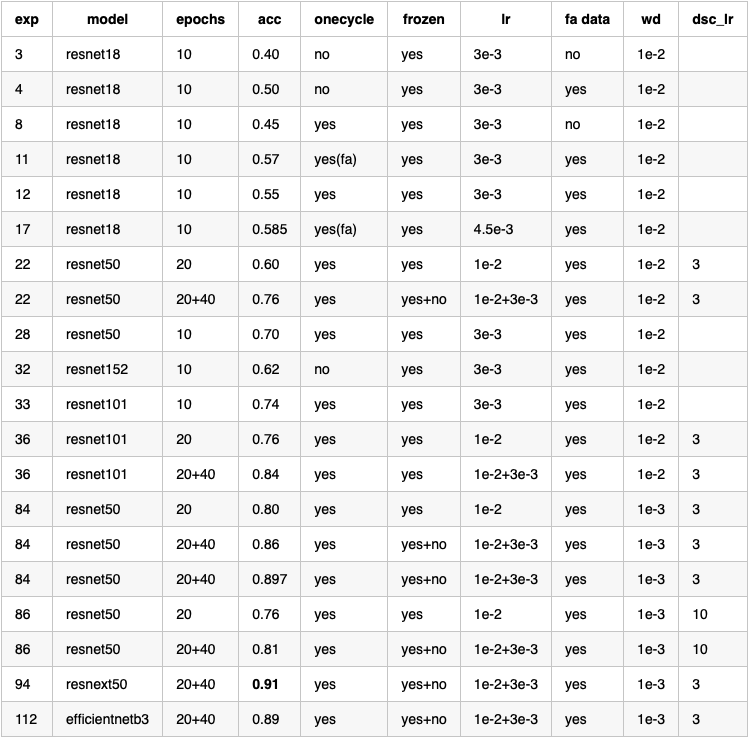 exp model epochs acc onecycle frozen lr fa data wd dsc_lr
3 resnet18 10 0.40 no yes 3e-3 no 1e-2
4 resnet18 10 0.50 no yes 3e-3 yes 1e-2
8 resnet18 10 0.45 yes yes 3e-3 no 1e-2
11 resnet18 10 0.57 yes(fa) yes 3e-3 yes 1e-2
12 resnet18 10 0.55 yes yes 3e-3 yes 1e-2
17 resnet18 10 0.585 yes(fa) yes 4.5e-3 yes 1e-2
22 resnet50 20 0.60 yes yes 1e-2 yes 1e-2 3
22 resnet50 20+40 0.76 yes yes+no 1e-2+3e-3 yes 1e-2 3
28 resnet50 10 0.70 yes yes 3e-3 yes 1e-2
32 resnet152 10 0.62 no yes 3e-3 yes 1e-2
33 resnet101 10 0.74 yes yes 3e-3 yes 1e-2
36 resnet101 20 0.76 yes yes 1e-2 yes 1e-2 3
36 resnet101 20+40 0.84 yes yes 1e-2+3e-3 yes 1e-2 3
84 resnet50 20 0.80 yes yes 1e-2 yes 1e-3 3
84 resnet50 20+40 0.86 yes yes+no 1e-2+3e-3 yes 1e-3 3
84 resnet50 20+40 0.897 yes yes+no 1e-2+3e-3 yes 1e-3 3
86 resnet50 20 0.76 yes yes 1e-2 yes 1e-3 10
86 resnet50 20+40 0.81 yes yes+no 1e-2+3e-3 yes 1e-3 10
94 resnext50 20+40 0.91 yes yes+no 1e-2+3e-3 yes 1e-3 3
112 efficientnetb3 20+40 0.89 yes yes+no 1e-2+3e-3 yes 1e-3 3